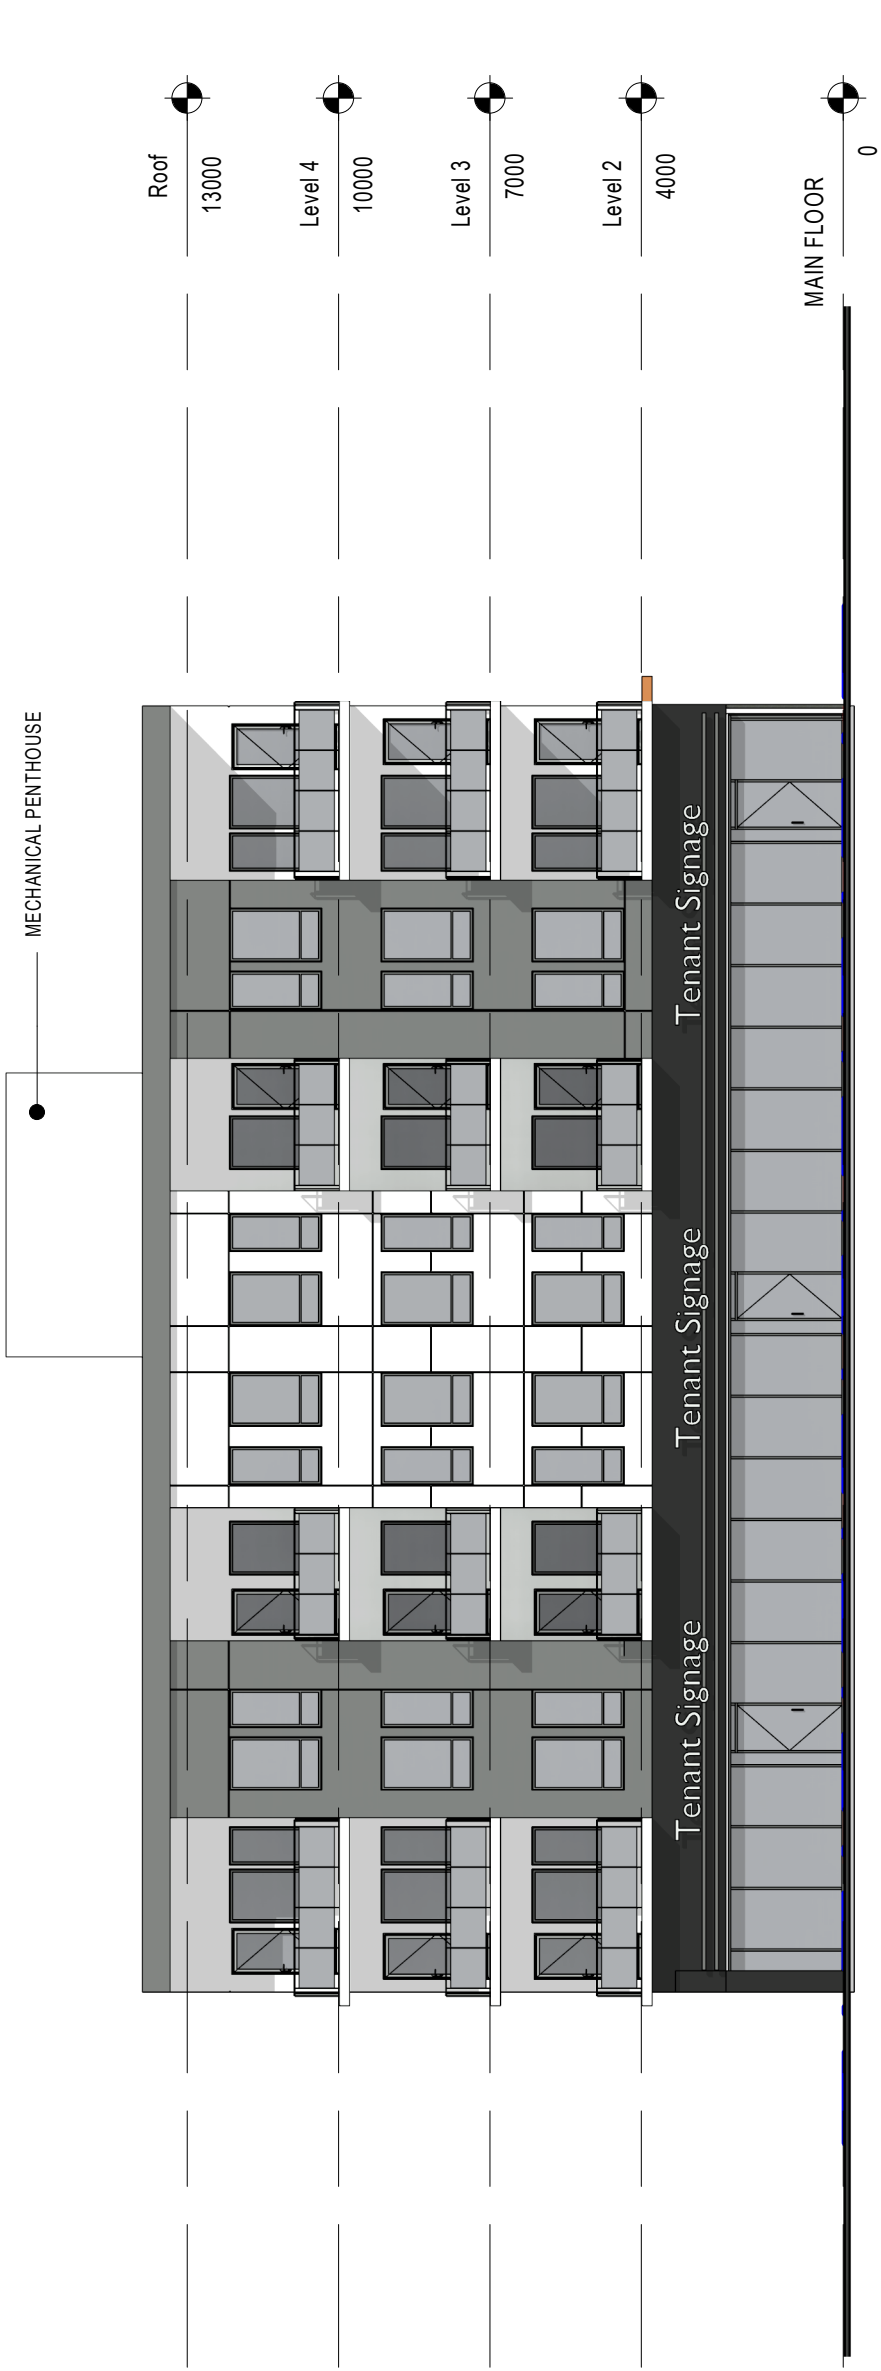 MECHANICAL PENTHOUSE
Roof
13000
Level 4
10000
Level 3
7000
Level 2
4000
Tenant Signage
Tenant Signage
Tenant Signage
MAIN FLOOR
0